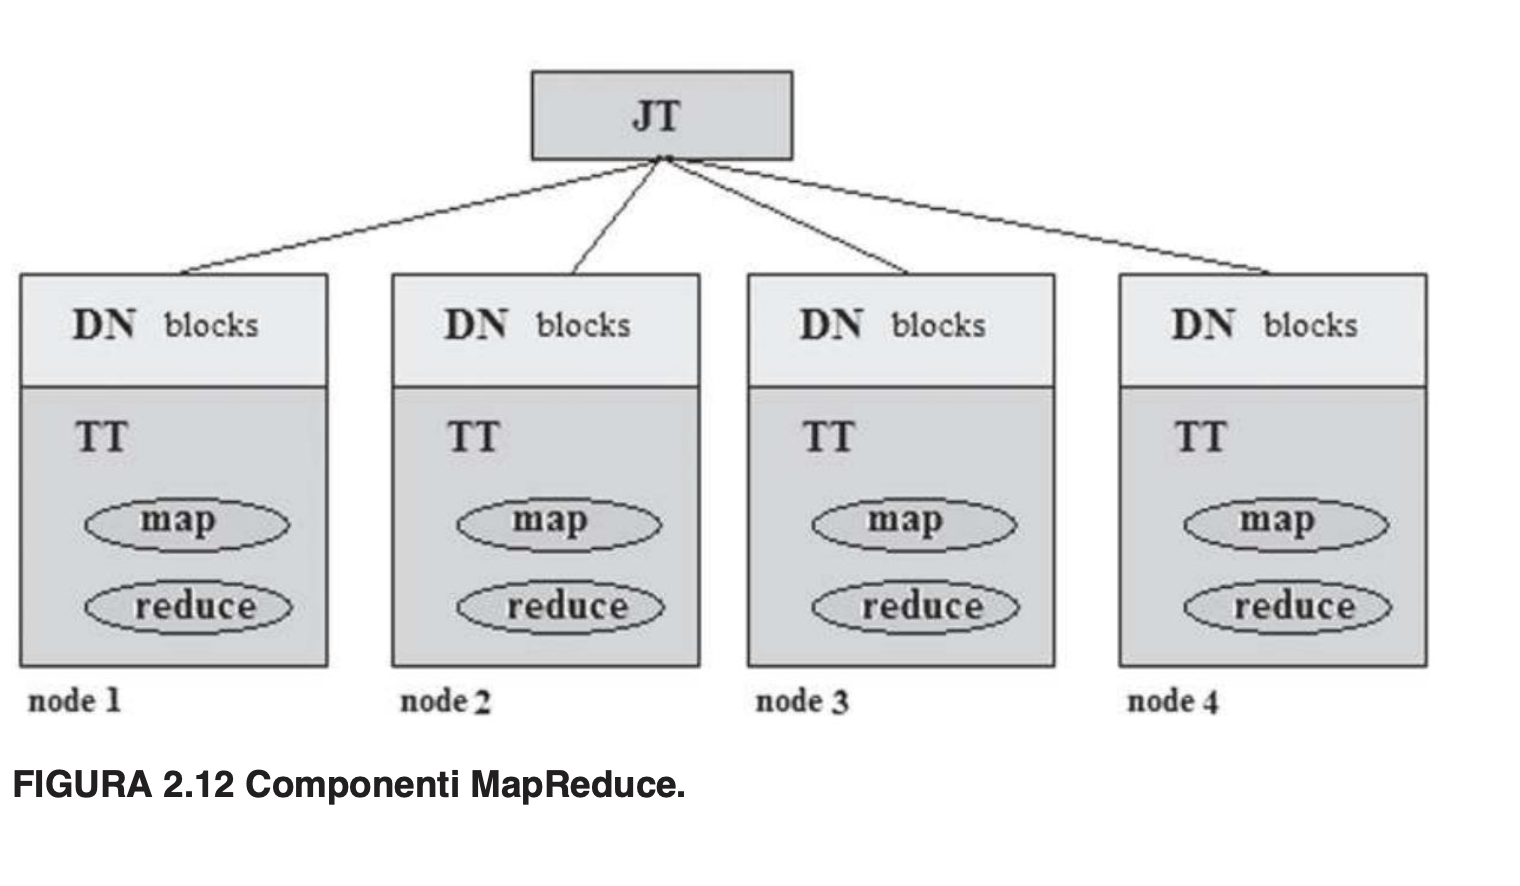 JT
DN blocks
DN blocks
DN blocks
DN blocks
TT
TT
TT
TT
map
map
map
map
reduce
reduce
reduce
reduce
node 1
node 2
node 3
node 4
FIGURA 2.12 Componenti MapReduce.